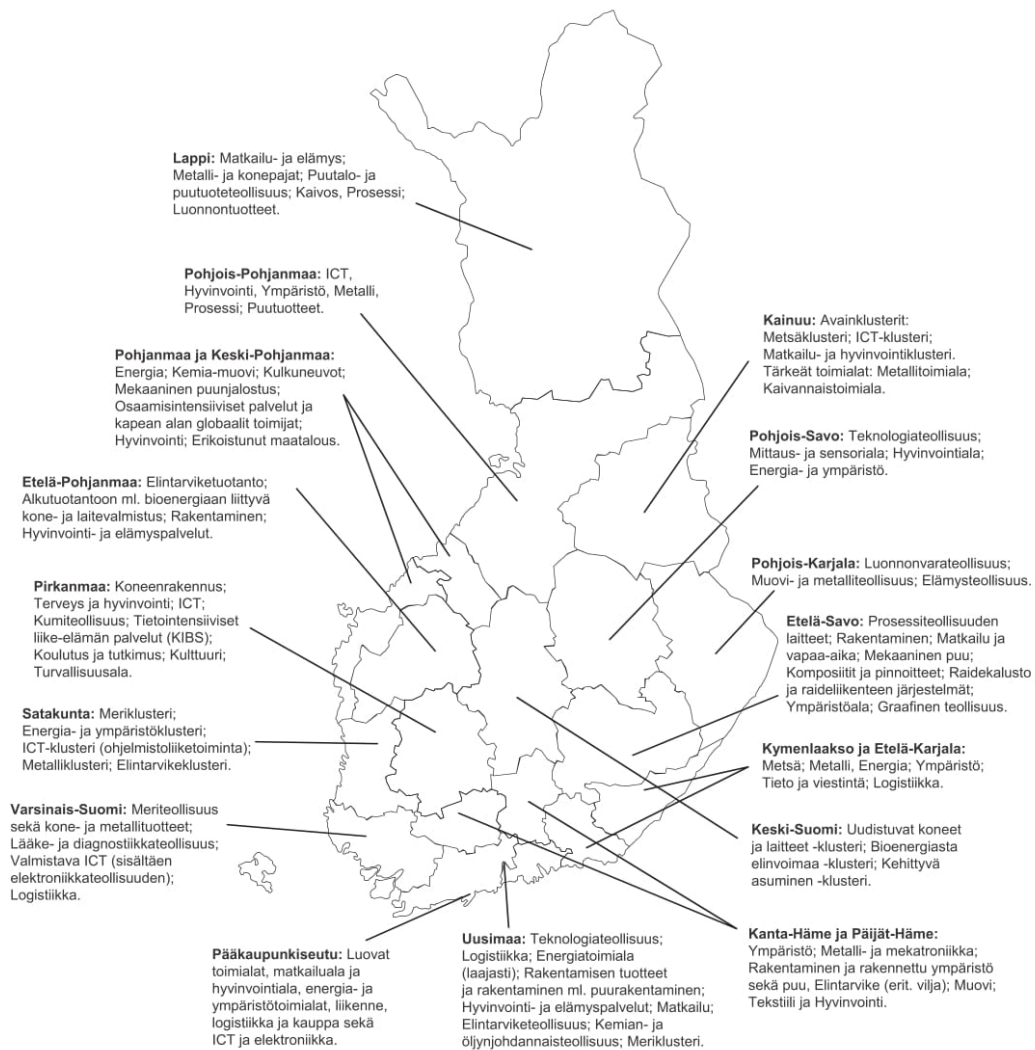 Lappi: Matkailu- ja elämys;
Metalli- ja konepajat; Puutalo- ja
puutuoteteollisuus; Kaivos, Prosessi;
Luonnontuotteet.
Pohjois-Pohjanmaa: ICT,
Hyvinvointi, Ympäristö, Metalli,
Prosessi; Puutuotteet.
Pohjanmaa ja Keski-Pohjanmaa:
Energia; Kemia-muovi; Kulkuneuvot;
Mekaaninen puunjalostus;
Osaamisintensiiviset palvelut ja
kapean alan globaalit toimijat;
Hyvinvointi; Erikoistunut maatalous.
Etelä-Pohjanmaa: Elintarviketuotanto;
Alkutuotantoon ml. bioenergiaan liittyvä
kone- ja laitevalmistus; Rakentaminen;
Hyvinvointi- ja elämyspalvelut.
Pirkanmaa: Koneenrakennus;
Terveys ja hyvinvointi; ICT;
Kumiteollisuus; Tietointensiiviset
liike-elämän palvelut (KIBS);
Koulutus ja tutkimus; Kulttuuri;
Turvallisuusala.
Satakunta: Meriklusteri;
Energia- ja ympäristöklusteri;
ICT-klusteri (ohjelmistoliiketoiminta);
Metalliklusteri; Elintarvikeklusteri.
Varsinais-Suomi: Meriteollisuus
sekä kone- ja metallituotteet;
Lääke- ja diagnostiikkateollisuus;
Valmistava ICT (sisältäen
elektroniikkateollisuuden);
Logistiikka.
Pääkaupunkiseutu: Luovat
toimialat, matkailuala ja
hyvinvointiala, energia- ja
ympäristötoimialat, liikenne,
logistiikka ja kauppa sekä
ICT ja elektroniikka.
Uusimaa: Teknologiateollisuus;
Logistiikka; Energiatoimiala
(laajasti); Rakentamisen tuotteet
ja rakentaminen ml. puurakentaminen;
Hyvinvointi- ja elämyspalvelut; Matkailu;
Elintarviketeollisuus; Kemian- ja
öljynjohdannaisteollisuus; Meriklusteri.
Kainuu: Avainklusterit:
Metsäklusteri; ICT-klusteri;
Matkailu- ja hyvinvointiklusteri.
Tärkeät toimialat: Metallitoimiala;
Kaivannaistoimiala.
Pohjois-Savo: Teknologiateollisuus;
Mittaus- ja sensoriala; Hyvinvointiala;
Energia- ja ympäristö.
Pohjois-Karjala: Luonnonvarateollisuus;
Muovi- ja metalliteollisuus; Elämysteollisuus.
Etelä-Savo: Prosessiteollisuuden
laitteet; Rakentaminen; Matkailu ja
vapaa-aika; Mekaaninen puu;
Komposiitit ja pinnoitteet; Raidekalusto
ja raideliikenteen järjestelmät;
Ympäristöala; Graafinen teollisuus.
Kymenlaakso ja Etelä-Karjala:
Metsä; Metalli, Energia; Ympäristö;
Tieto ja viestintä; Logistiikka.
Keski-Suomi: Uudistuvat koneet
ja laitteet -klusteri; Bioenergiasta
elinvoimaa -klusteri; Kehittyvä
asuminen -klusteri.
Kanta-Häme ja Päijät-Häme:
Ympäristö; Metalli- ja mekatroniikka;
Rakentaminen ja rakennettu ympäristö
sekä puu, Elintarvike (erit. vilja); Muovi;
Tekstiili ja Hyvinvointi.